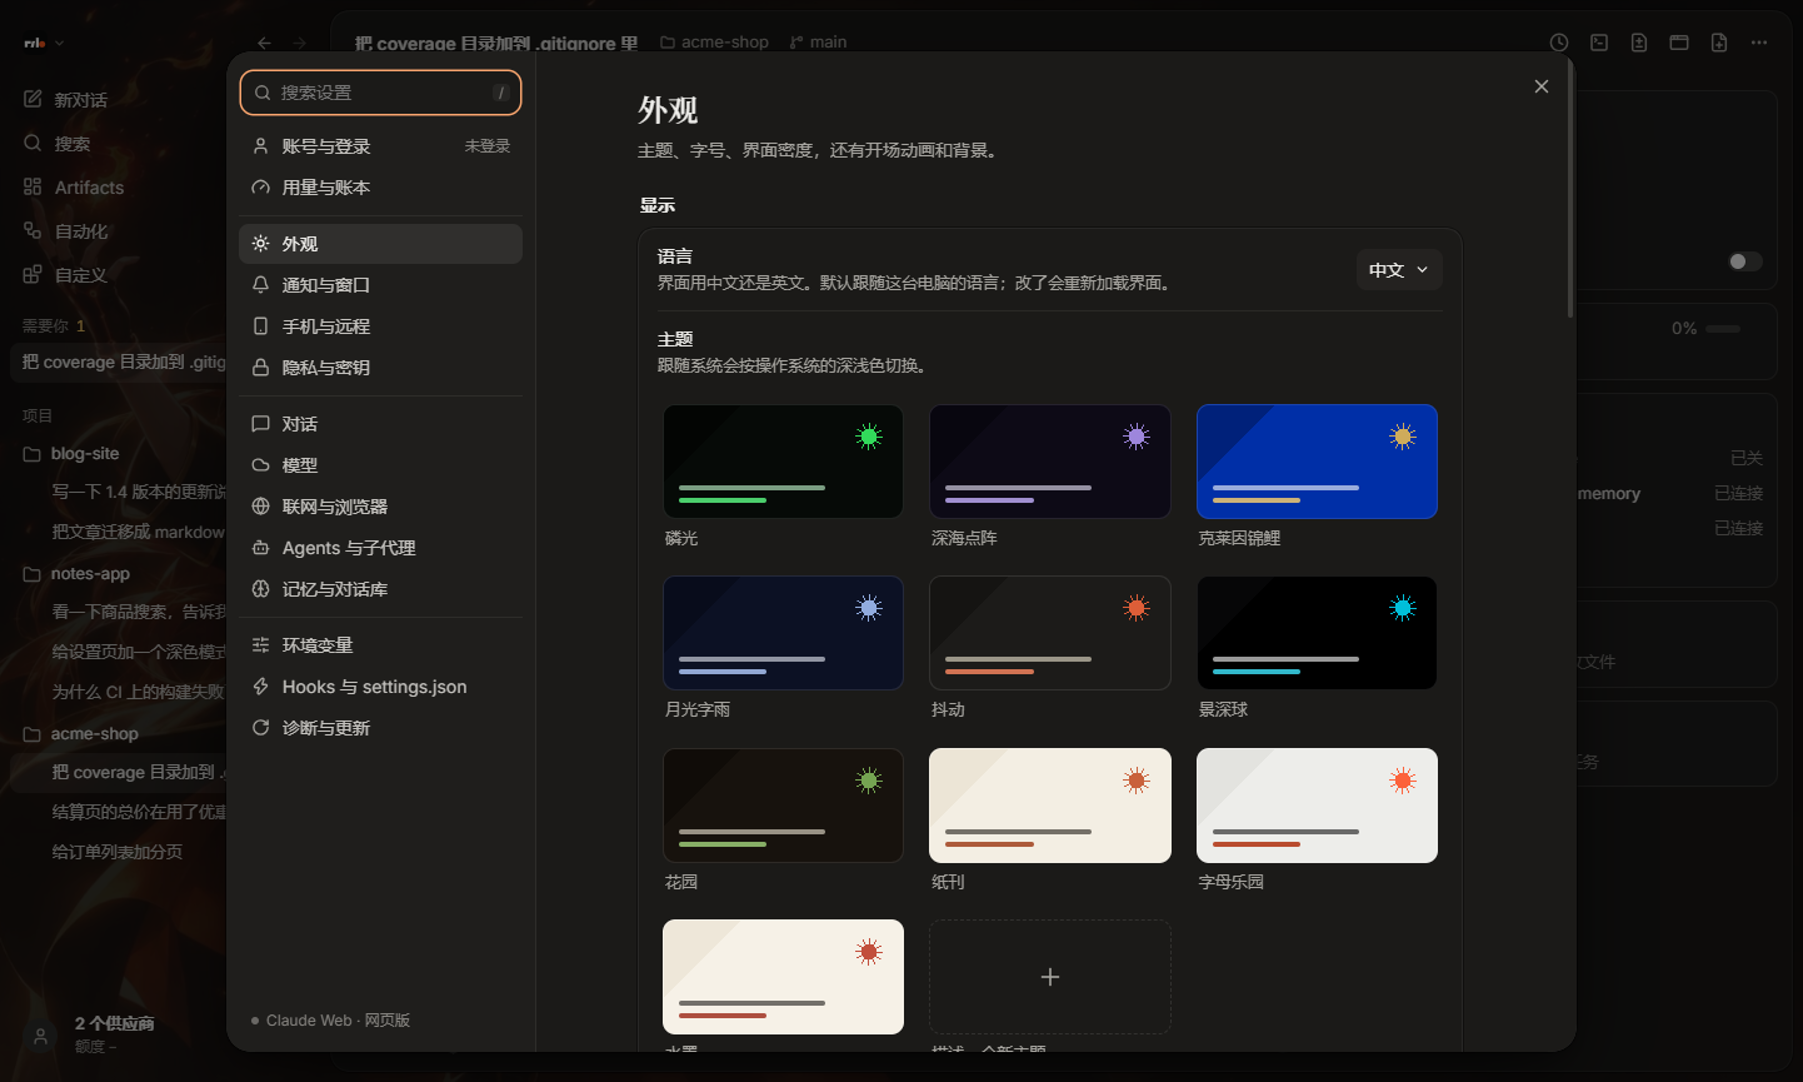 把 coverage 目录加到 .gitignore 里
acme-shop
main
新对话
搜索
Artifacts
自动化
自定义
需要你 1
把 coverage 目录加到 .gitig
项目
blog-site
写一下 1.4 版本的更新说
把文章迁移成 markdow
notes-app
看一下商品搜索，告诉我
给设置页加一个深色模式
为什么 CI 上的构建失败
acme-shop
把 coverage 目录加到 .
结算页的总价在用了优惠
给订单列表加分页
2 个供应商
额度 –
搜索设置
/
账号与登录
未登录
用量与账本
外观
通知与窗口
手机与远程
隐私与密钥
对话
模型
联网与浏览器
Agents 与子代理
记忆与对话库
环境变量
Hooks 与 settings.json
诊断与更新
Claude Web · 网页版
外观
主题、字号、界面密度，还有开场动画和背景。
显示
语言
界面用中文还是英文。默认跟随这台电脑的语言；改了会重新加载界面。
中文
主题
跟随系统会按操作系统的深浅色切换。
磷光
深海点阵
克莱因锦鲤
月光字雨
抖动
景深球
花园
纸刊
字母乐园
0%
已关
memory
已连接
已连接
文件